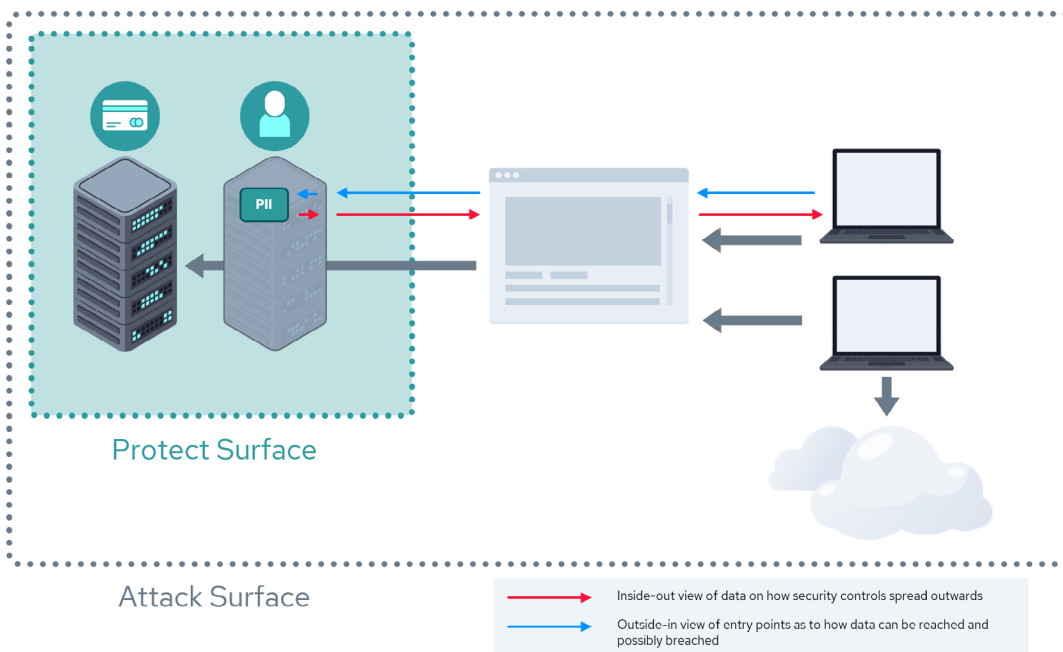 PII
Protect Surface
Attack Surface
Inside-out view of data on how security controls spread outwards
Outside-in view of entry points as to how data can be reached and
possibly breached